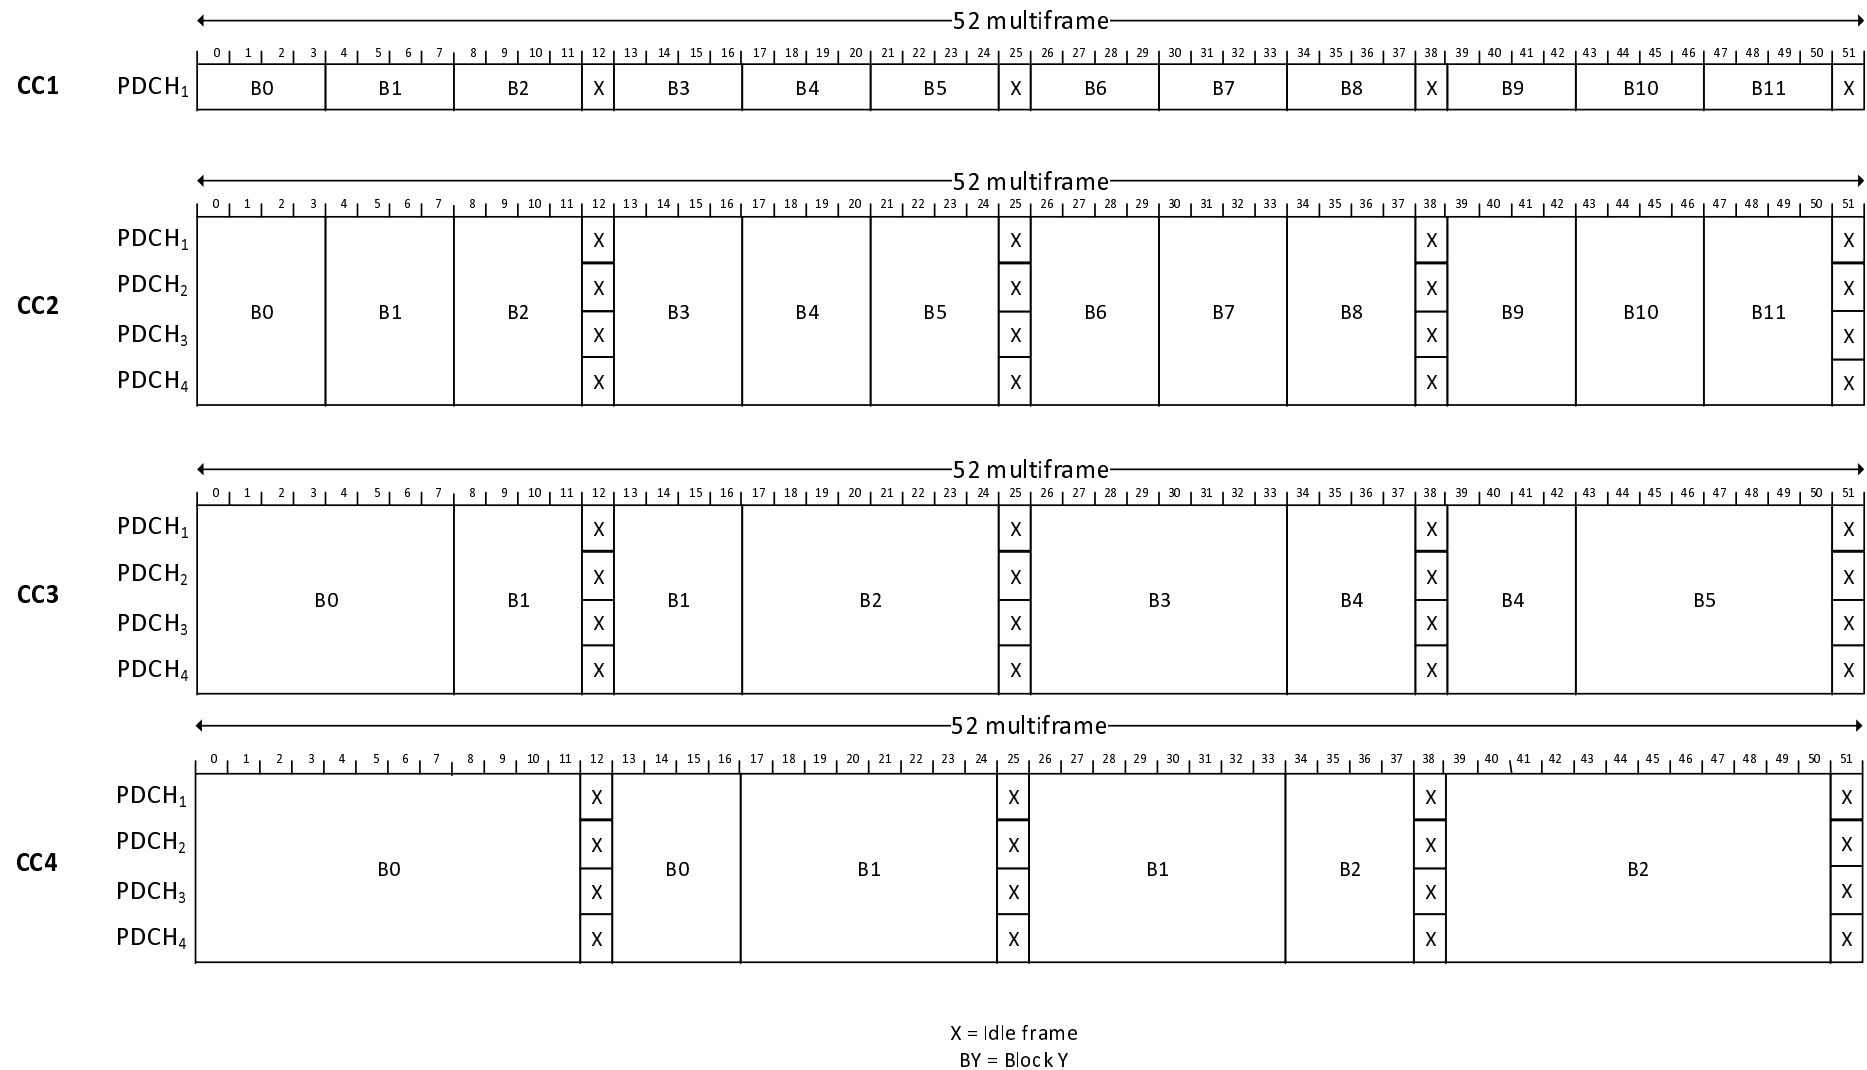 52 multiframe
0 1 2 3 4 5 6 7 8 9 10 11 12 13 14 15 16 17 18 19 20 21 22 23 24 25 26 27 28 29 30 31 32 33 34 35 36 37 38 39 40 41 42 43 44 45 46 47 48 49 50 51
CC1 PDCH₁ B0 B1 B2 X B3 B4 B5 X B6 B7 B8 X B9 B10 B11 X
52 multiframe
0 1 2 3 4 5 6 7 8 9 10 11 12 13 14 15 16 17 18 19 20 21 22 23 24 25 26 27 28 29 30 31 32 33 34 35 36 37 38 39 40 41 42 43 44 45 46 47 48 49 50 51
PDCH₁ X X X X
PDCH₂ X X X X
CC2 B0 B1 B2 B3 B4 B5 B6 B7 B8 B9 B10 B11
PDCH₃ X X X X
PDCH₄ X X X X
52 multiframe
0 1 2 3 4 5 6 7 8 9 10 11 12 13 14 15 16 17 18 19 20 21 22 23 24 25 26 27 28 29 30 31 32 33 34 35 36 37 38 39 40 41 42 43 44 45 46 47 48 49 50 51
PDCH₁ X X X X
PDCH₂ X X X X
CC3 B0 B1 B1 B2 B3 B4 B4 B5
PDCH₃ X X X X
PDCH₄ X X X X
52 multiframe
0 1 2 3 4 5 6 7 8 9 10 11 12 13 14 15 16 17 18 19 20 21 22 23 24 25 26 27 28 29 30 31 32 33 34 35 36 37 38 39 40 41 42 43 44 45 46 47 48 49 50 51
PDCH₁ X X X X
PDCH₂ X X X X
CC4 B0 B0 B1 B1 B2 B2
PDCH₃ X X X X
PDCH₄ X X X X
X = Idle frame
BY = Block Y